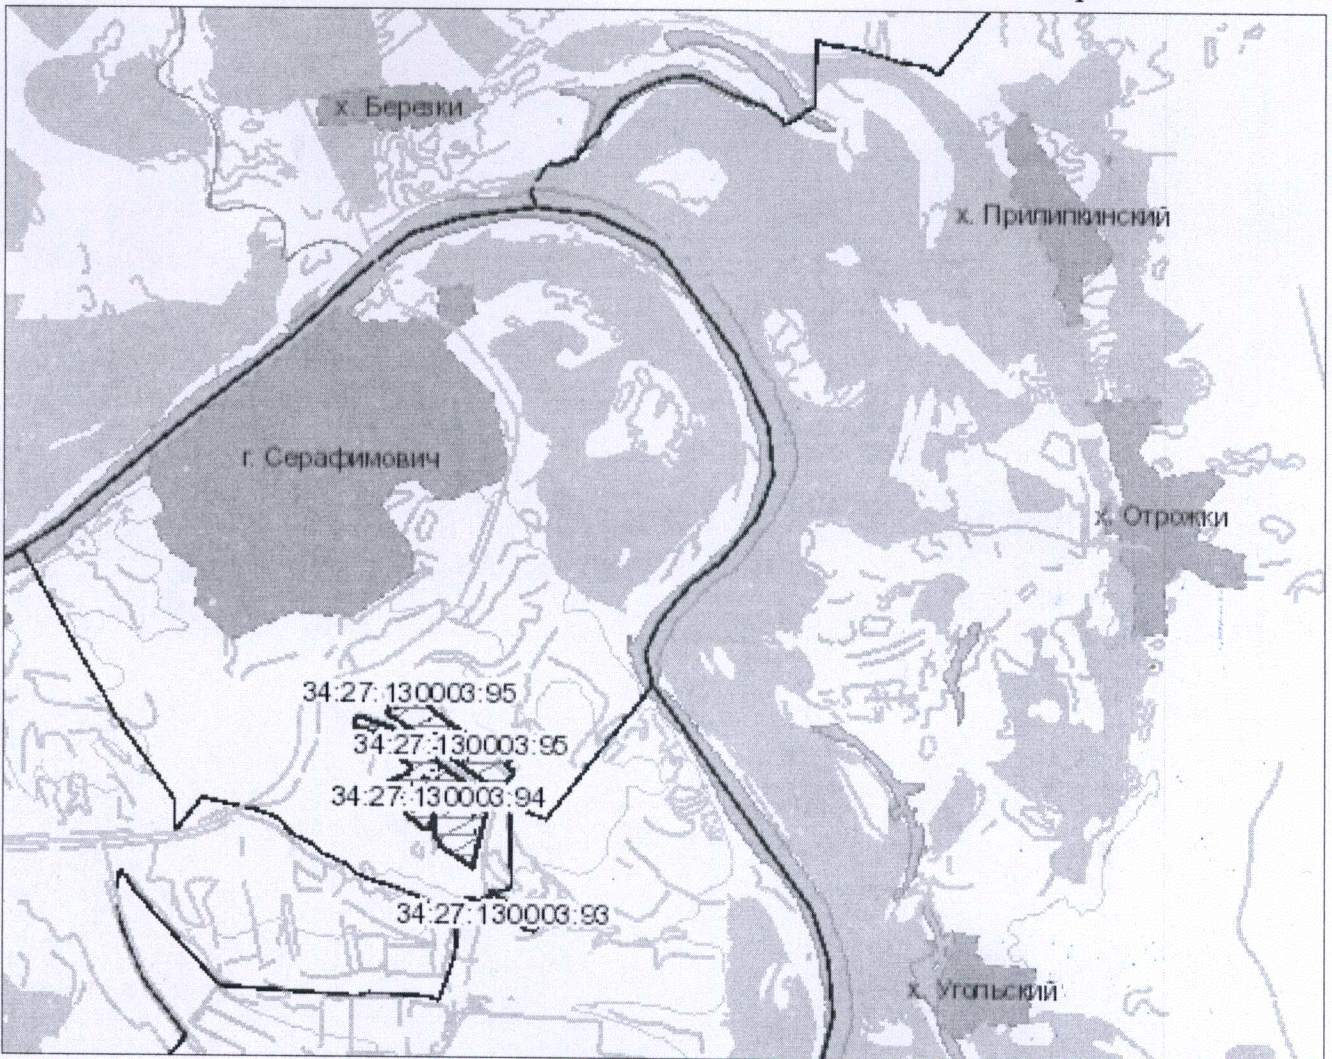 х. Березки
х. Прилипкинский
г. Серафимович
х. Отрожки
34:27:130003:95
34:27:130003:95
34:27:130003:94
34:27:130003:93
х. Угольский